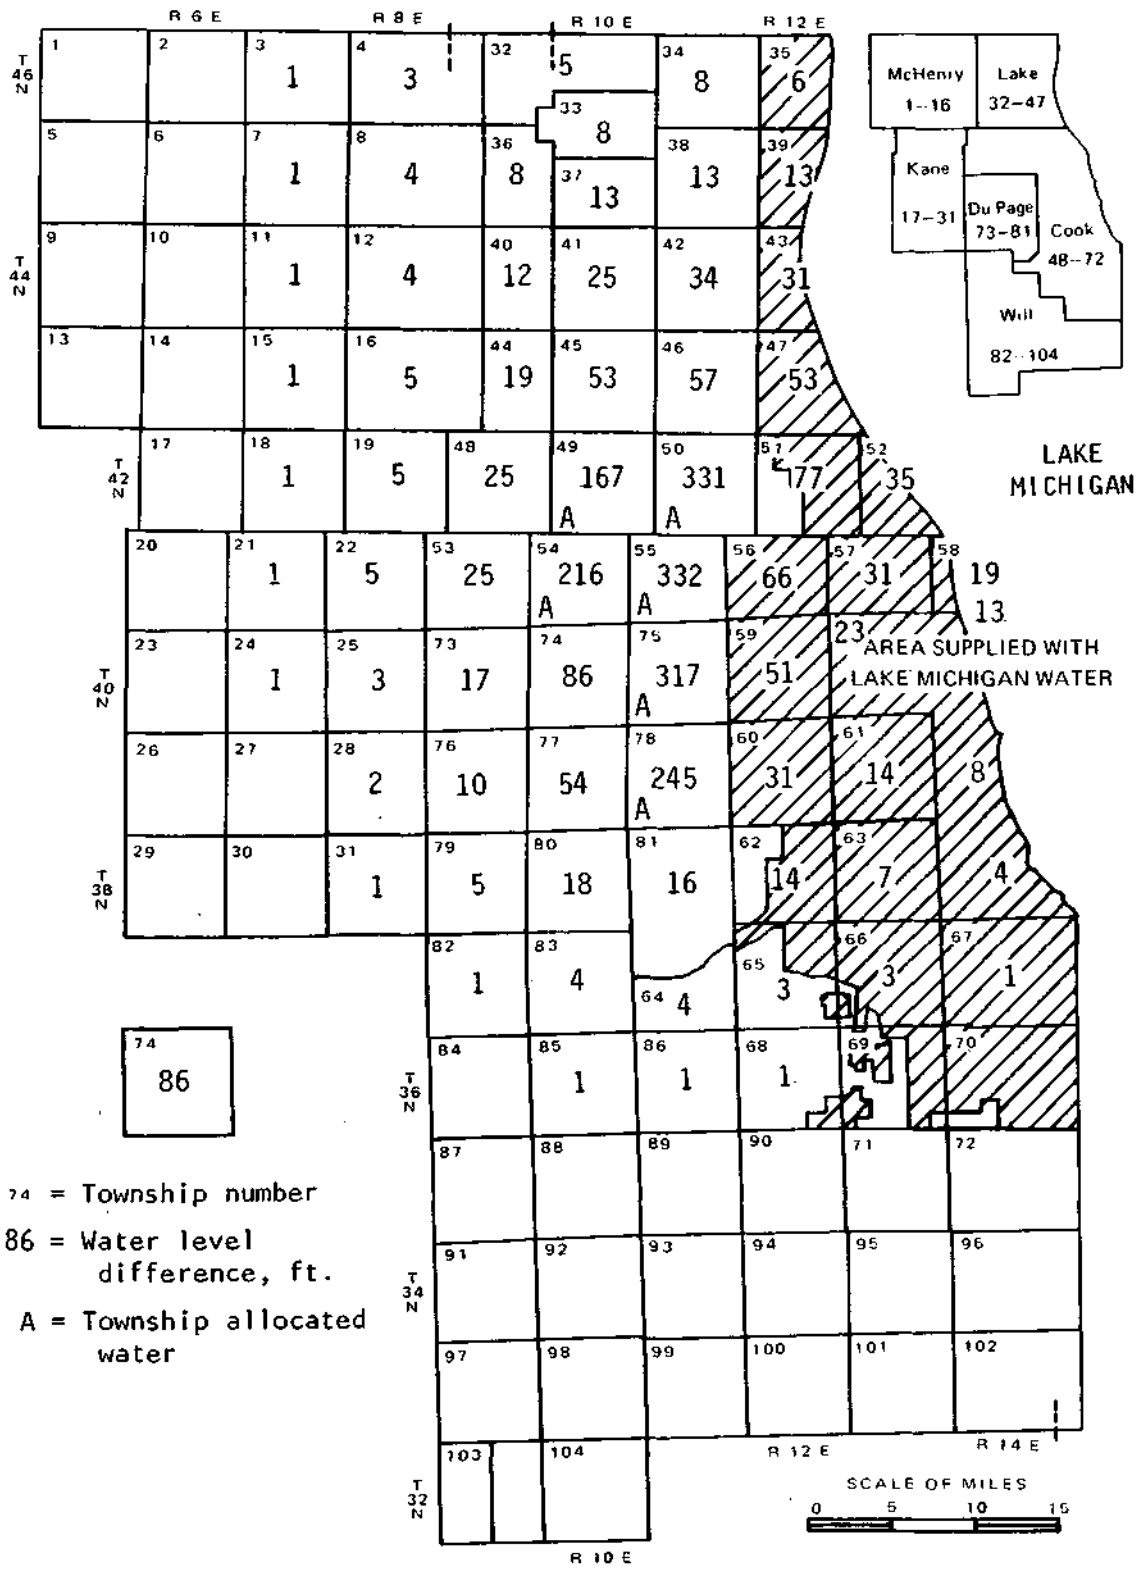 R 6 E R 8 E R 10 E R 12 E
T 46 N
1 2 3 4 32 34 35
1 3 5 8 6
33
8
5 6 7 8 36 38 39
1 4 8 13 13
37
13
T 44 N
9 10 11 12 40 41 42 43
1 4 12 25 34 31
13 14 15 16 44 45 46 47
1 5 19 53 57 53
T 42 N
17 18 19 48 49 50 51 52
1 5 25 167 331 177 35
A A
20 21 22 53 54 55 56 57 58
1 5 25 216 332 66 31 19
A A
13
T 40 N
23 24 25 73 74 75 59 23
1 3 17 86 317 51
A
AREA SUPPLIED WITH
LAKE MICHIGAN WATER
26 27 28 76 77 78 60 61
2 10 54 245 31 14 8
A
T 38 N
29 30 31 79 80 81 62 63
1 5 18 16 14 7 4
82 83 64 65 66 67
1 4 4 3 3 1
T 36 N
84 85 86 68 69 70
1 1 1
87 88 89 90 71 72
T 34 N
91 92 93 94 95 96
97 98 99 100 101 102
R 12 E R 14 E
T 32 N
103 104
R 10 E
McHenry Lake
1--16 32-47
Kane
17-31
Du Page
73-81
Cook
48--72
Will
82--104
LAKE
MICHIGAN
74
86
74 = Township number
86 = Water level
difference, ft.
A = Township allocated
water
SCALE OF MILES
0 5 10 15